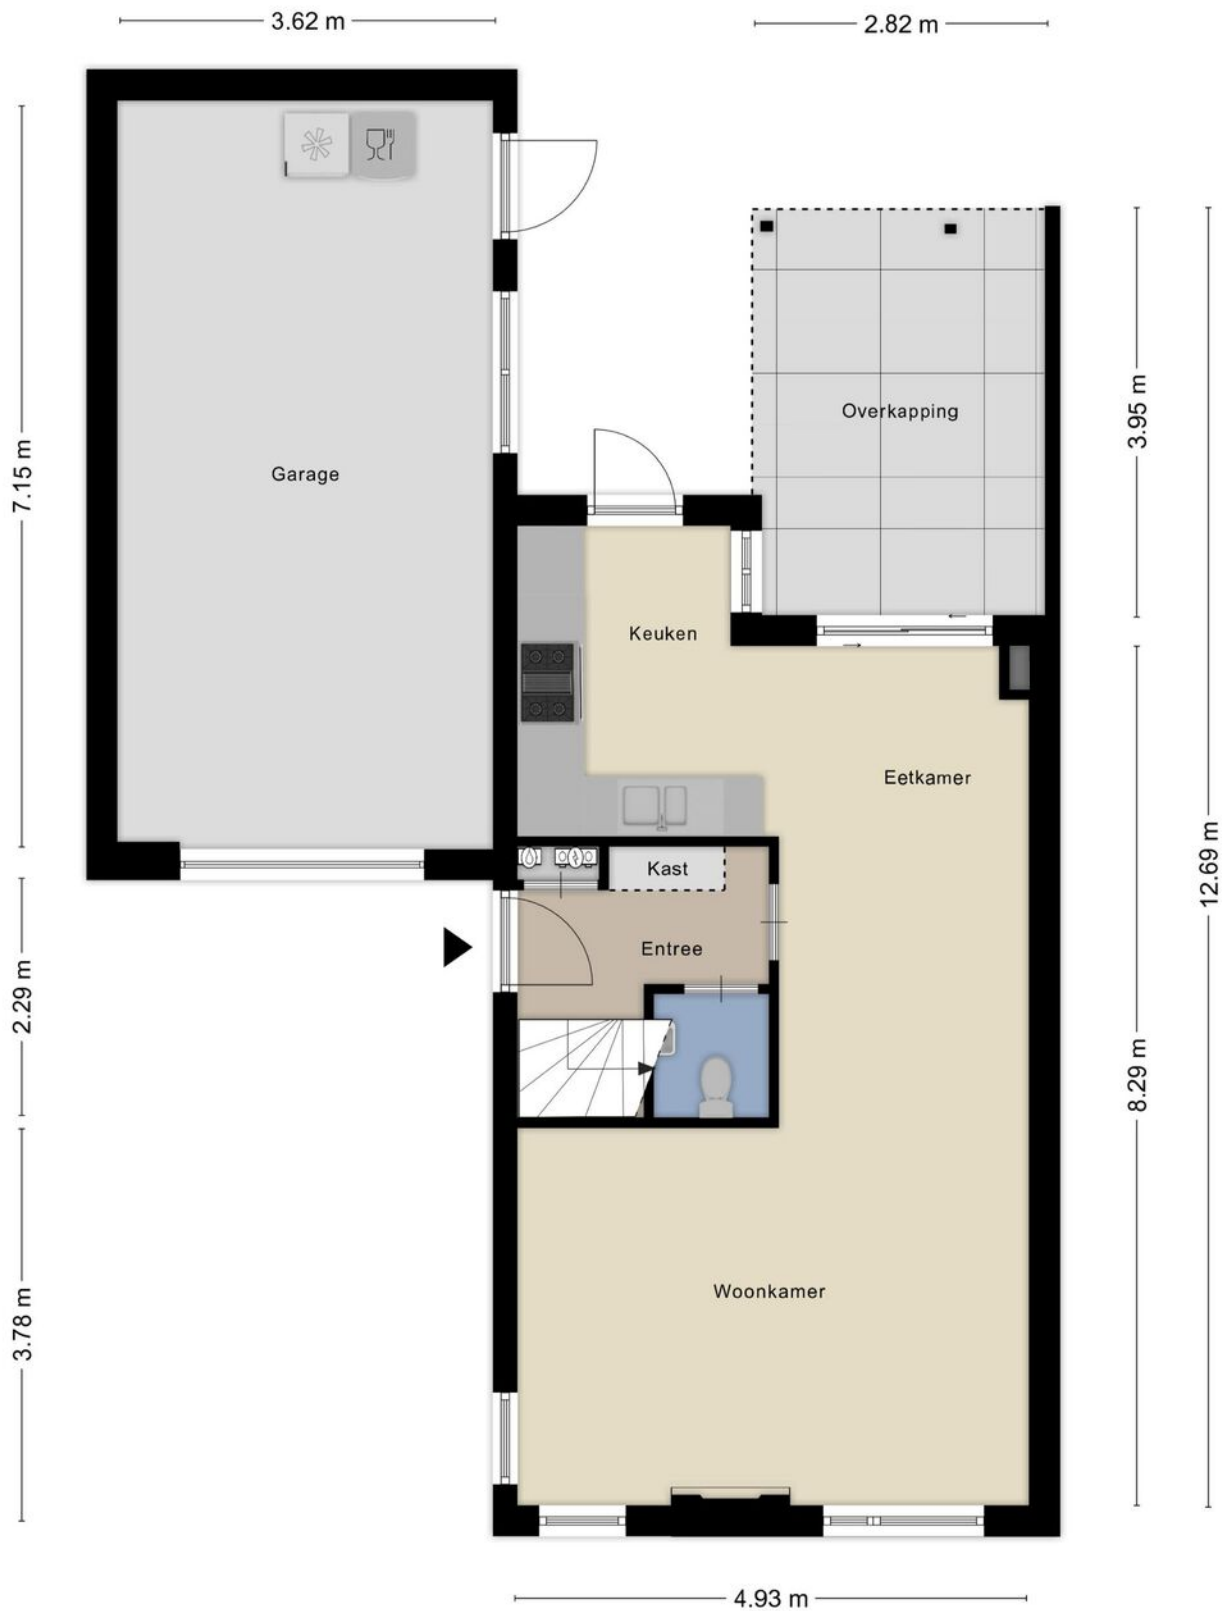 3.62 m
2.82 m
7.15 m
Garage
Overkapping
3.95 m
Keuken
Eetkamer
12.69 m
Kast
Entree
2.29 m
8.29 m
Woonkamer
3.78 m
4.93 m